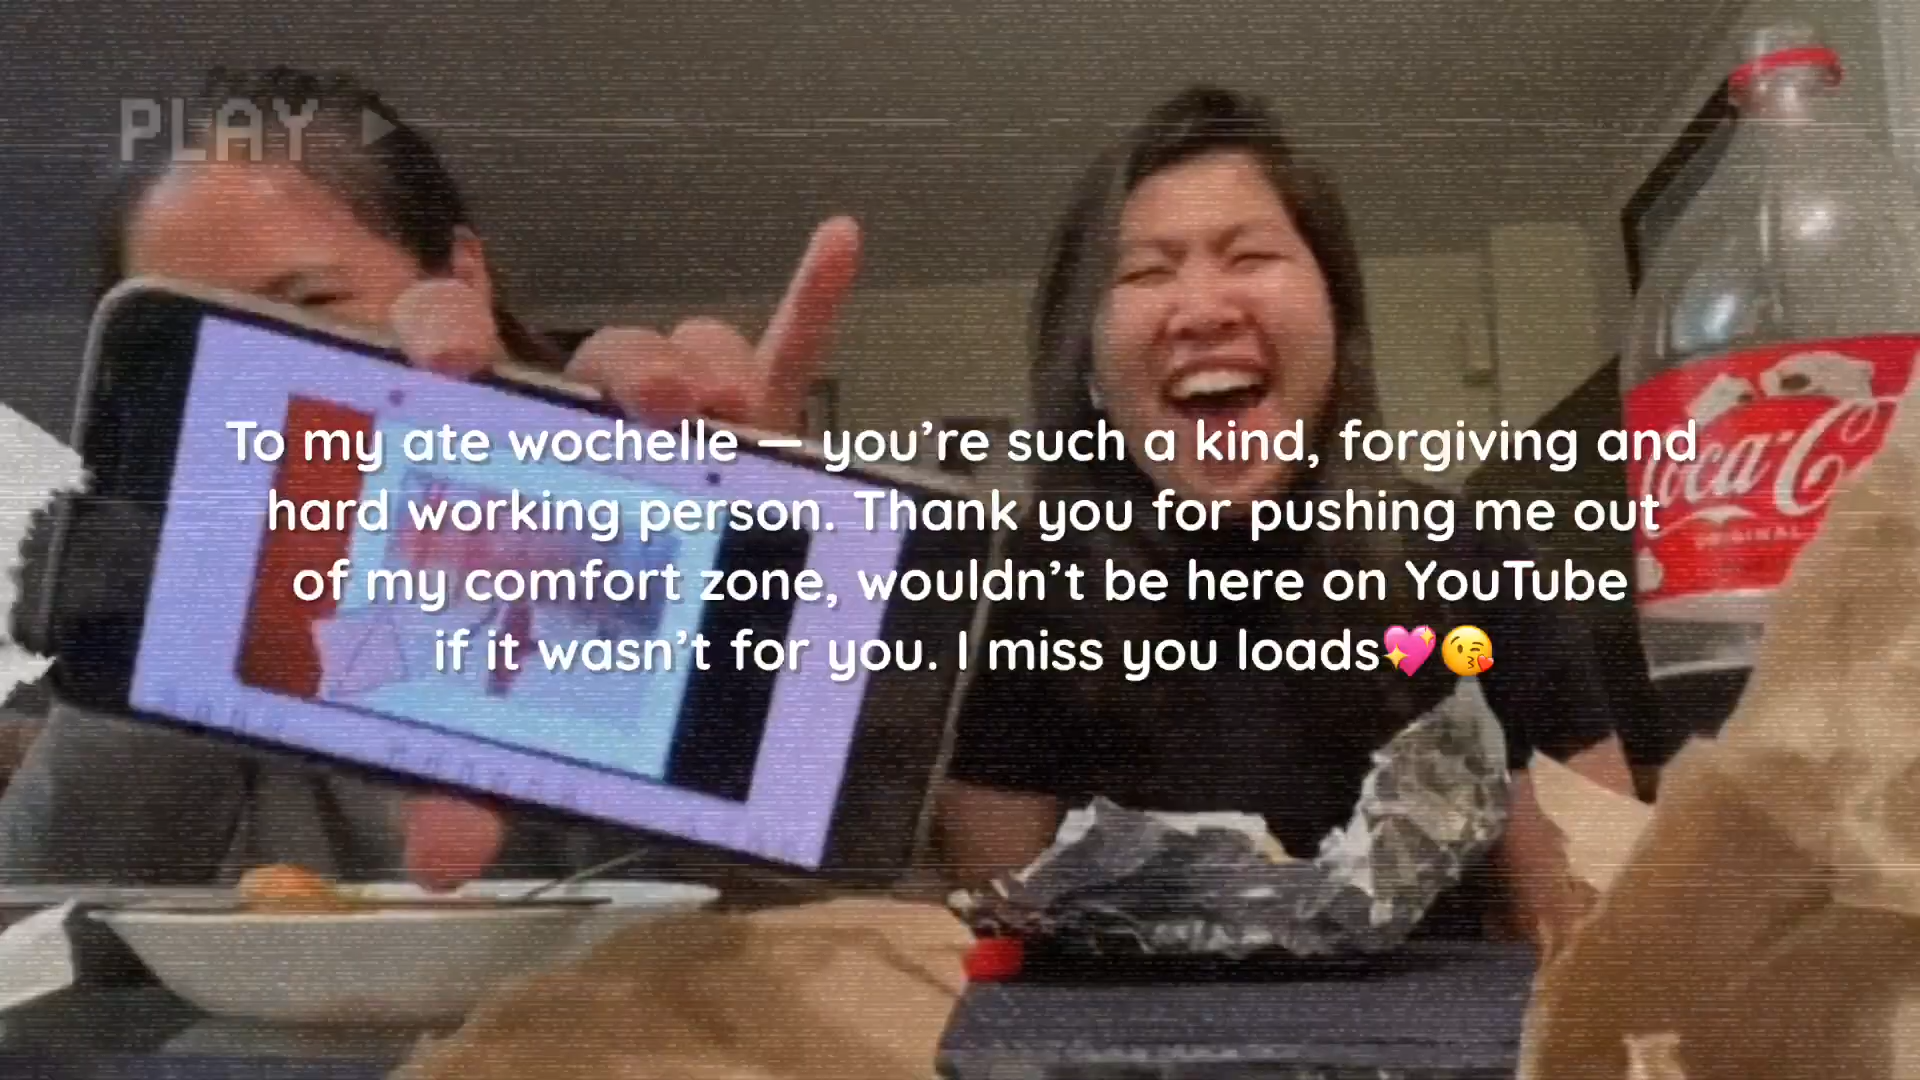 PLAY
To my ate wochelle — you're such a kind, forgiving and
hard working person. Thank you for pushing me out
of my comfort zone, wouldn't be here on YouTube
if it wasn't for you. I miss you loads💖😘
Coca-C
ORIGINAL